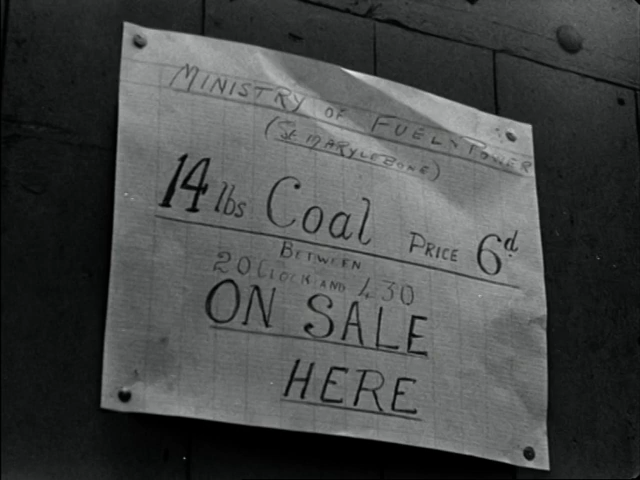 MINISTRY OF FUEL & POWER
(St MARYLEBONE)
14 lbs Coal PRICE 6d
BETWEEN
2 O CLOCK AND 4 30
ON SALE
HERE